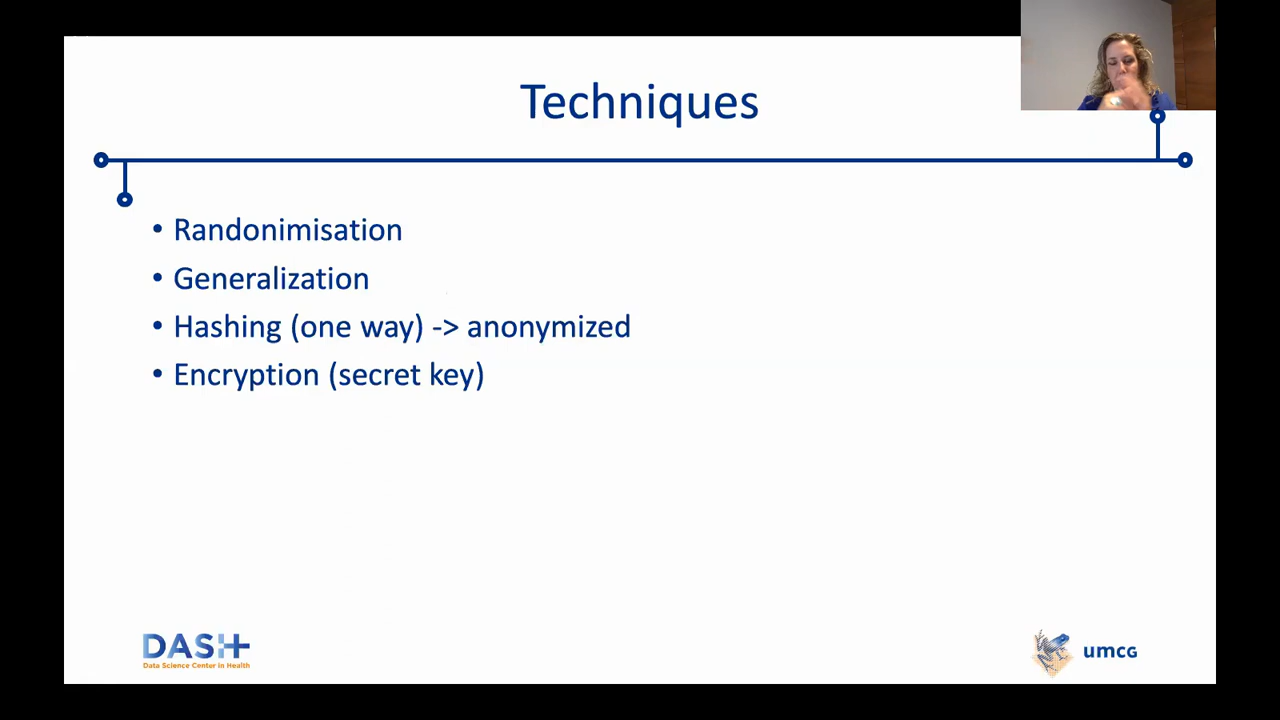 Techniques
• Randonimisation
• Generalization
• Hashing (one way) -> anonymized
• Encryption (secret key)
DASH
Data Science Center in Health
umcg